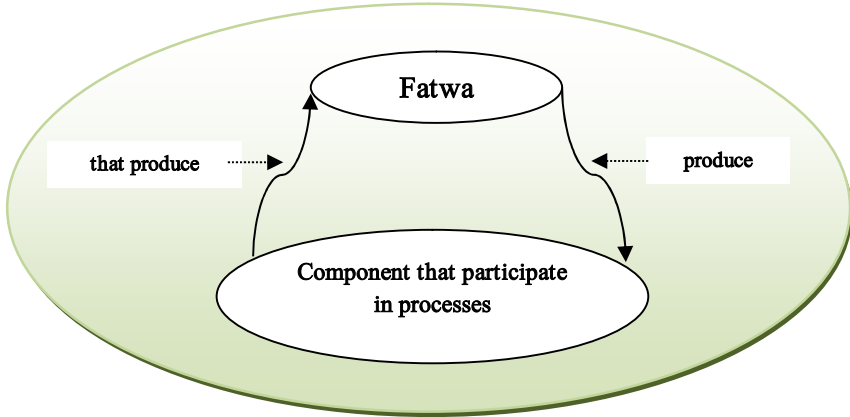 Fatwa
that produce
produce
Component that participate
in processes